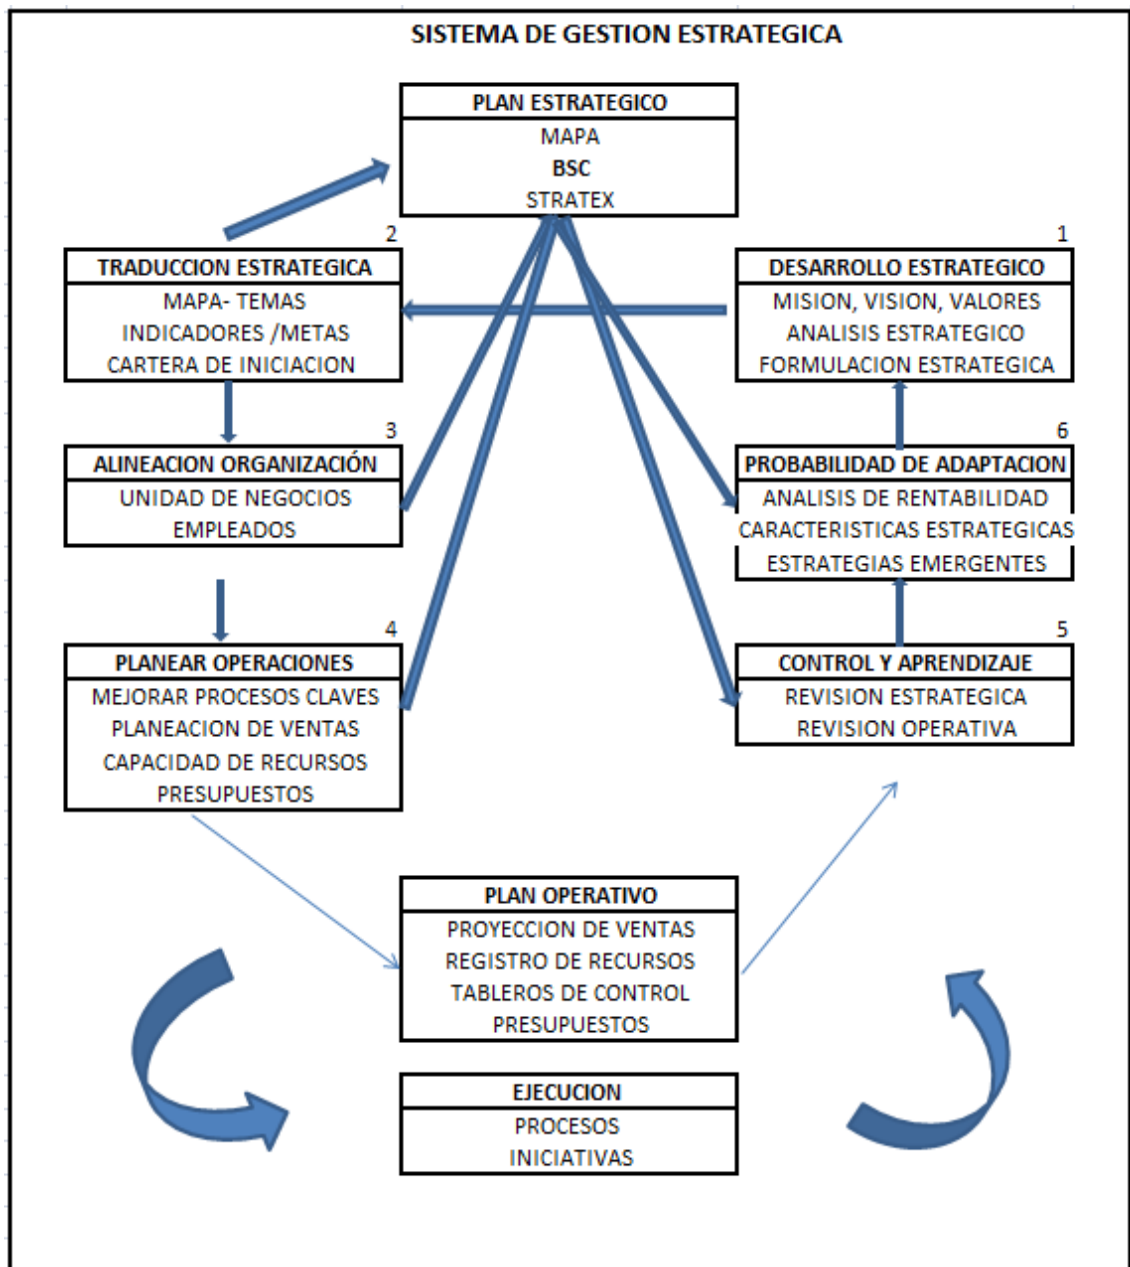 SISTEMA DE GESTION ESTRATEGICA
PLAN ESTRATEGICO
MAPA
BSC
STRATEX
2
TRADUCCION ESTRATEGICA
MAPA- TEMAS
INDICADORES /METAS
CARTERA DE INICIACION
1
DESARROLLO ESTRATEGICO
MISION, VISION, VALORES
ANALISIS ESTRATEGICO
FORMULACION ESTRATEGICA
3
ALINEACION ORGANIZACIÓN
UNIDAD DE NEGOCIOS
EMPLEADOS
6
PROBABILIDAD DE ADAPTACION
ANALISIS DE RENTABILIDAD
CARACTERISTICAS ESTRATEGICAS
ESTRATEGIAS EMERGENTES
4
PLANEAR OPERACIONES
MEJORAR PROCESOS CLAVES
PLANEACION DE VENTAS
CAPACIDAD DE RECURSOS
PRESUPUESTOS
5
CONTROL Y APRENDIZAJE
REVISION ESTRATEGICA
REVISION OPERATIVA
PLAN OPERATIVO
PROYECCION DE VENTAS
REGISTRO DE RECURSOS
TABLEROS DE CONTROL
PRESUPUESTOS
EJECUCION
PROCESOS
INICIATIVAS